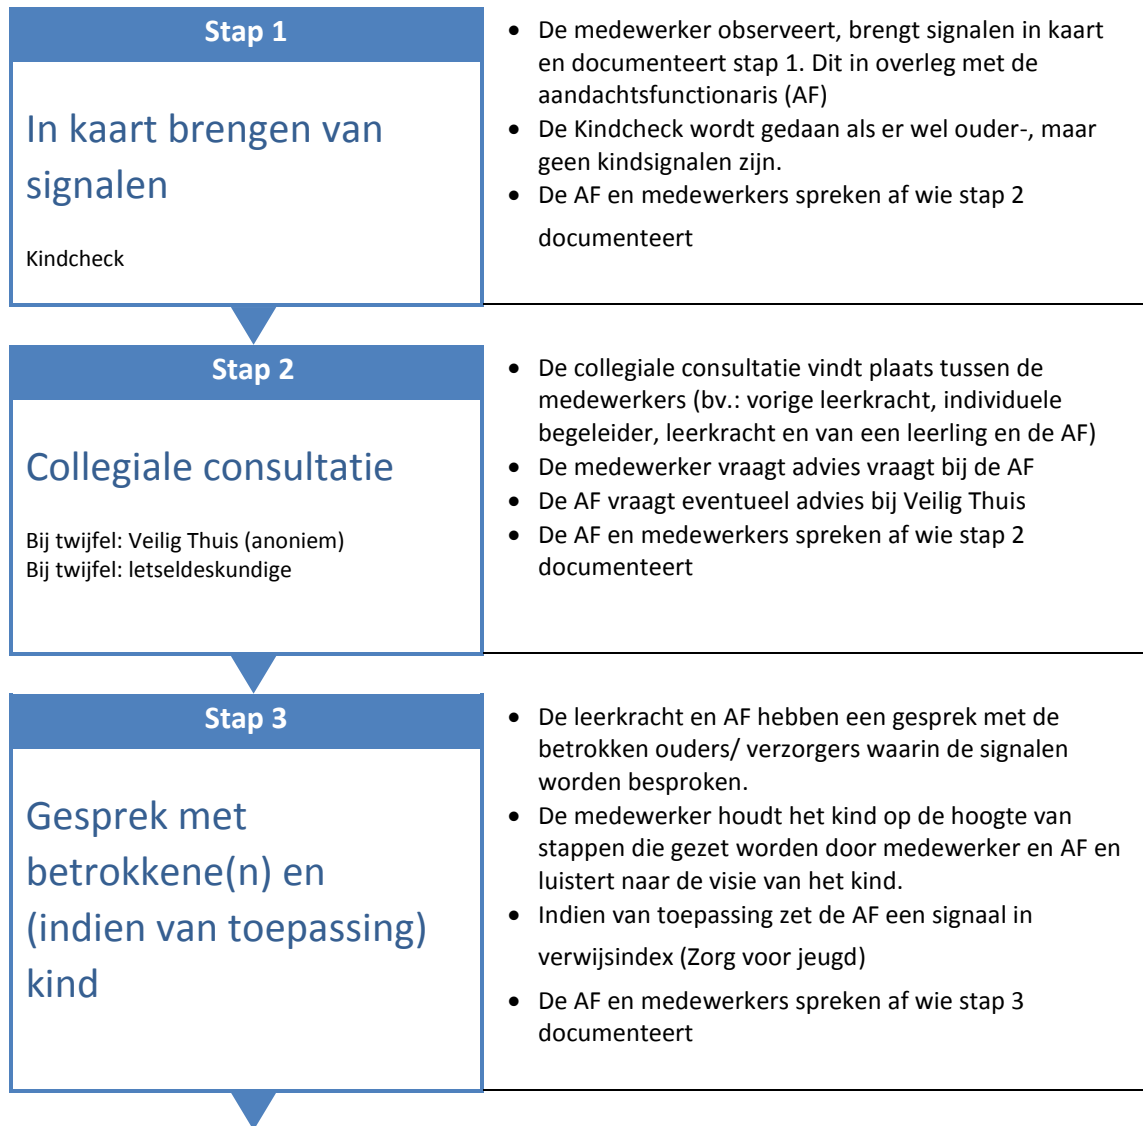 Stap 1
In kaart brengen van
signalen
Kindcheck
• De medewerker observeert, brengt signalen in kaart
en documenteert stap 1. Dit in overleg met de
aandachtsfunctionaris (AF)
• De Kindcheck wordt gedaan als er wel ouder-, maar
geen kindsignalen zijn.
• De AF en medewerkers spreken af wie stap 2
documenteert
Stap 2
Collegiale consultatie
Bij twijfel: Veilig Thuis (anoniem)
Bij twijfel: letseldeskundige
• De collegiale consultatie vindt plaats tussen de
medewerkers (bv.: vorige leerkracht, individuele
begeleider, leerkracht en van een leerling en de AF)
• De medewerker vraagt advies vraagt bij de AF
• De AF vraagt eventueel advies bij Veilig Thuis
• De AF en medewerkers spreken af wie stap 2
documenteert
Stap 3
Gesprek met
betrokkene(n) en
(indien van toepassing)
kind
• De leerkracht en AF hebben een gesprek met de
betrokken ouders/ verzorgers waarin de signalen
worden besproken.
• De medewerker houdt het kind op de hoogte van
stappen die gezet worden door medewerker en AF en
luistert naar de visie van het kind.
• Indien van toepassing zet de AF een signaal in
verwijsindex (Zorg voor jeugd)
• De AF en medewerkers spreken af wie stap 3
documenteert